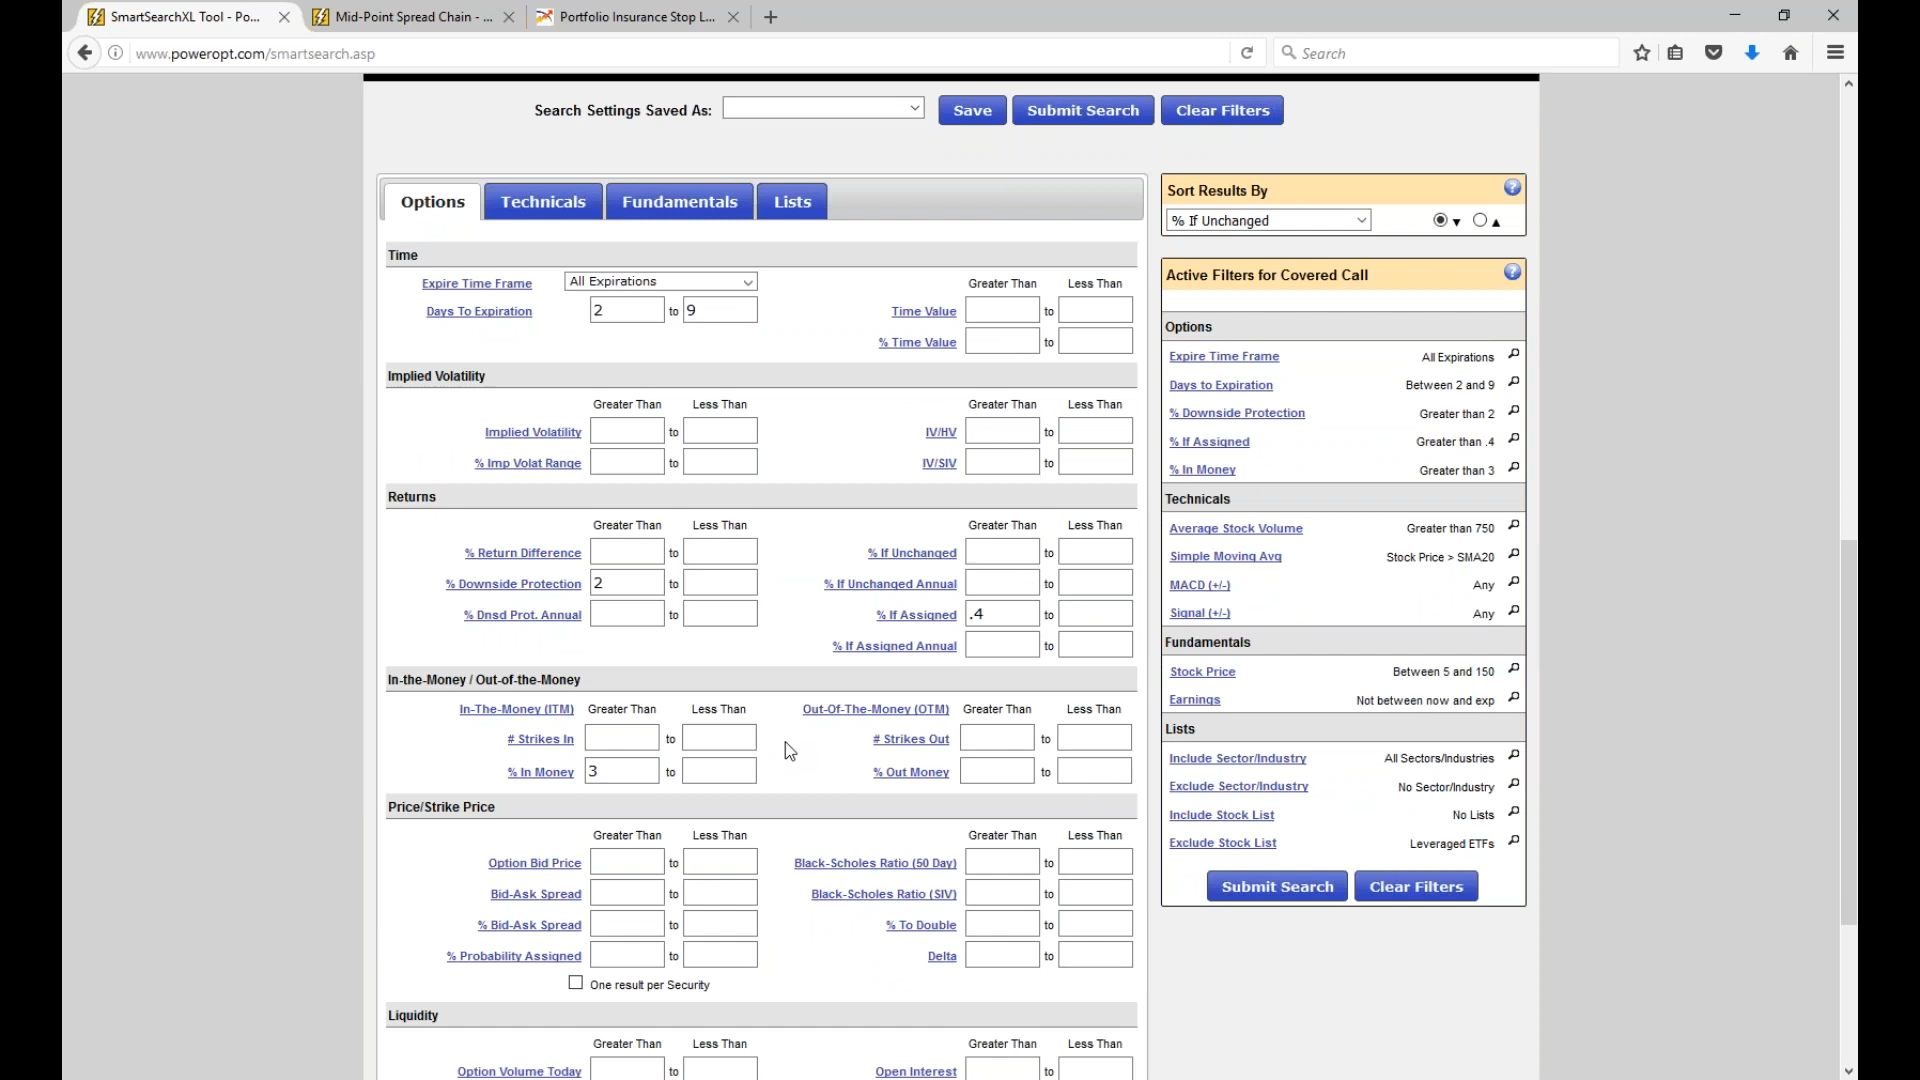 SmartSearchXL Tool - Po...
Mid-Point Spread Chain - ...
Portfolio Insurance Stop L...
www.poweropt.com/smartsearch.asp
Search
Search Settings Saved As:
Save
Submit Search
Clear Filters
Options
Technicals
Fundamentals
Lists
Time
Expire Time Frame All Expirations Greater Than Less Than
Days To Expiration 2 to 9 Time Value to
% Time Value to
Implied Volatility
Greater Than Less Than Greater Than Less Than
Implied Volatility to IV/HV to
% Imp Volat Range to IV/SIV to
Returns
Greater Than Less Than Greater Than Less Than
% Return Difference to % If Unchanged to
% Downside Protection 2 to % If Unchanged Annual to
% Dnsd Prot. Annual to % If Assigned .4 to
% If Assigned Annual to
In-the-Money / Out-of-the-Money
In-The-Money (ITM) Greater Than Less Than Out-Of-The-Money (OTM) Greater Than Less Than
# Strikes In to # Strikes Out to
% In Money 3 to % Out Money to
Price/Strike Price
Greater Than Less Than Greater Than Less Than
Option Bid Price to Black-Scholes Ratio (50 Day) to
Bid-Ask Spread to Black-Scholes Ratio (SIV) to
% Bid-Ask Spread to % To Double to
% Probability Assigned to Delta to
One result per Security
Liquidity
Greater Than Less Than Greater Than Less Than
Option Volume Today to Open Interest to
Sort Results By ?
% If Unchanged ▼ ▲
Active Filters for Covered Call ?
Options
Expire Time Frame All Expirations
Days to Expiration Between 2 and 9
% Downside Protection Greater than 2
% If Assigned Greater than .4
% In Money Greater than 3
Technicals
Average Stock Volume Greater than 750
Simple Moving Avg Stock Price > SMA20
MACD (+/-) Any
Signal (+/-) Any
Fundamentals
Stock Price Between 5 and 150
Earnings Not between now and exp
Lists
Include Sector/Industry All Sectors/Industries
Exclude Sector/Industry No Sector/Industry
Include Stock List No Lists
Exclude Stock List Leveraged ETFs
Submit Search
Clear Filters